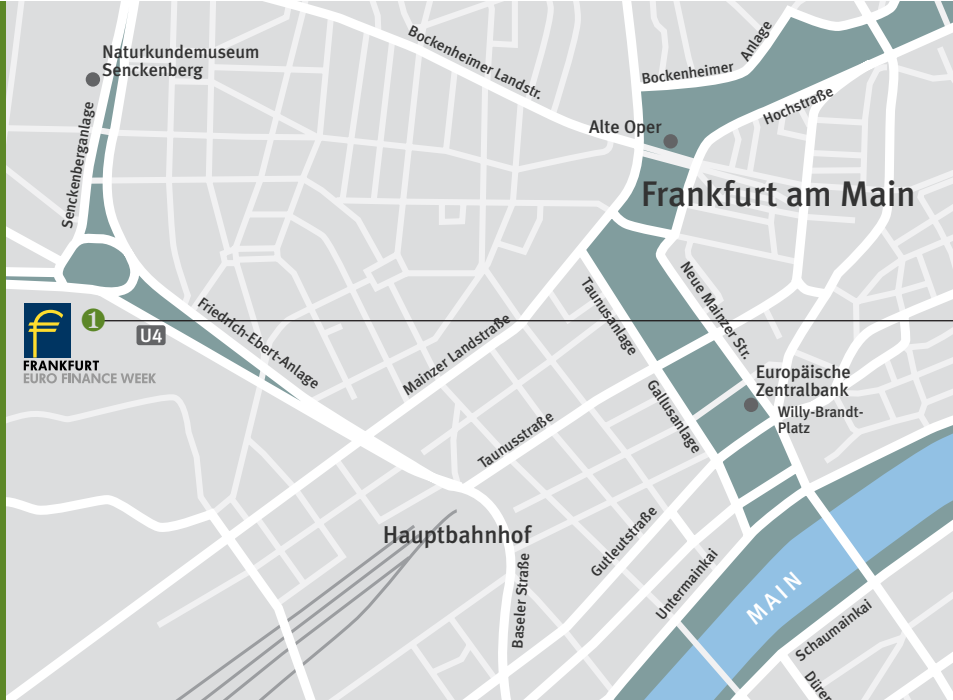 Naturkundemuseum
Senckenberg
Senckenberganlage
Bockenheimer Landstr.
Bockenheimer
Anlage
Hochstraße
Alte Oper
Frankfurt am Main
Neue Mainzer Str.
Taunusanlage.
Friedrich-Ebert-Anlage
1
U4
FRANKFURT
EURO FINANCE WEEK
Mainzer Landstraße
Gallusanlage
Europäische
Zentralbank
Willy-Brandt-
Platz
Taunusstraße
Hauptbahnhof
Gutleutstraße
Baseler Straße
Untermainkai
MAIN
Schaumainkai
Dürer